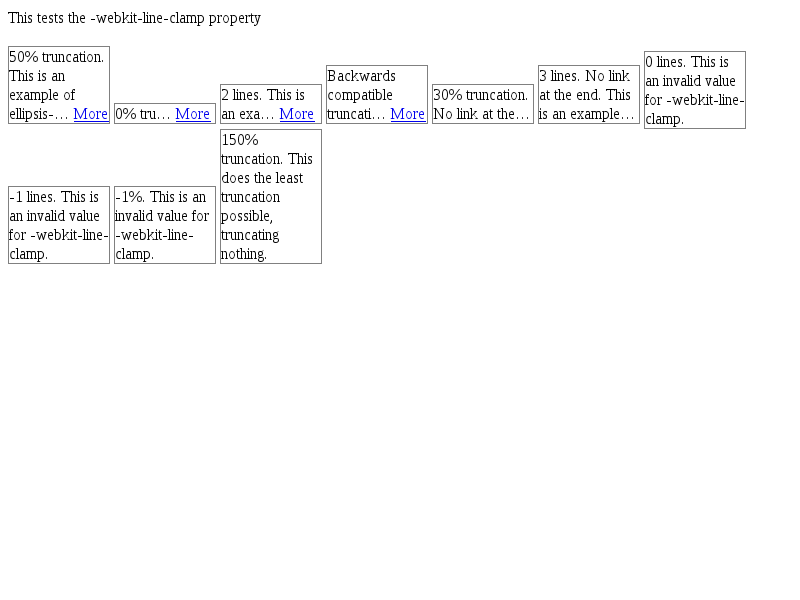 This tests the -webkit-line-clamp property
50% truncation.
This is an
example of
ellipsis-… More
0% tru… More
2 lines. This is
an exa… More
Backwards
compatible
truncati… More
30% truncation.
No link at the…
3 lines. No link
at the end. This
is an example…
0 lines. This is
an invalid value
for -webkit-line-
clamp.
-1 lines. This is
an invalid value
for -webkit-line-
clamp.
-1%. This is an
invalid value for
-webkit-line-
clamp.
150%
truncation. This
does the least
truncation
possible,
truncating
nothing.